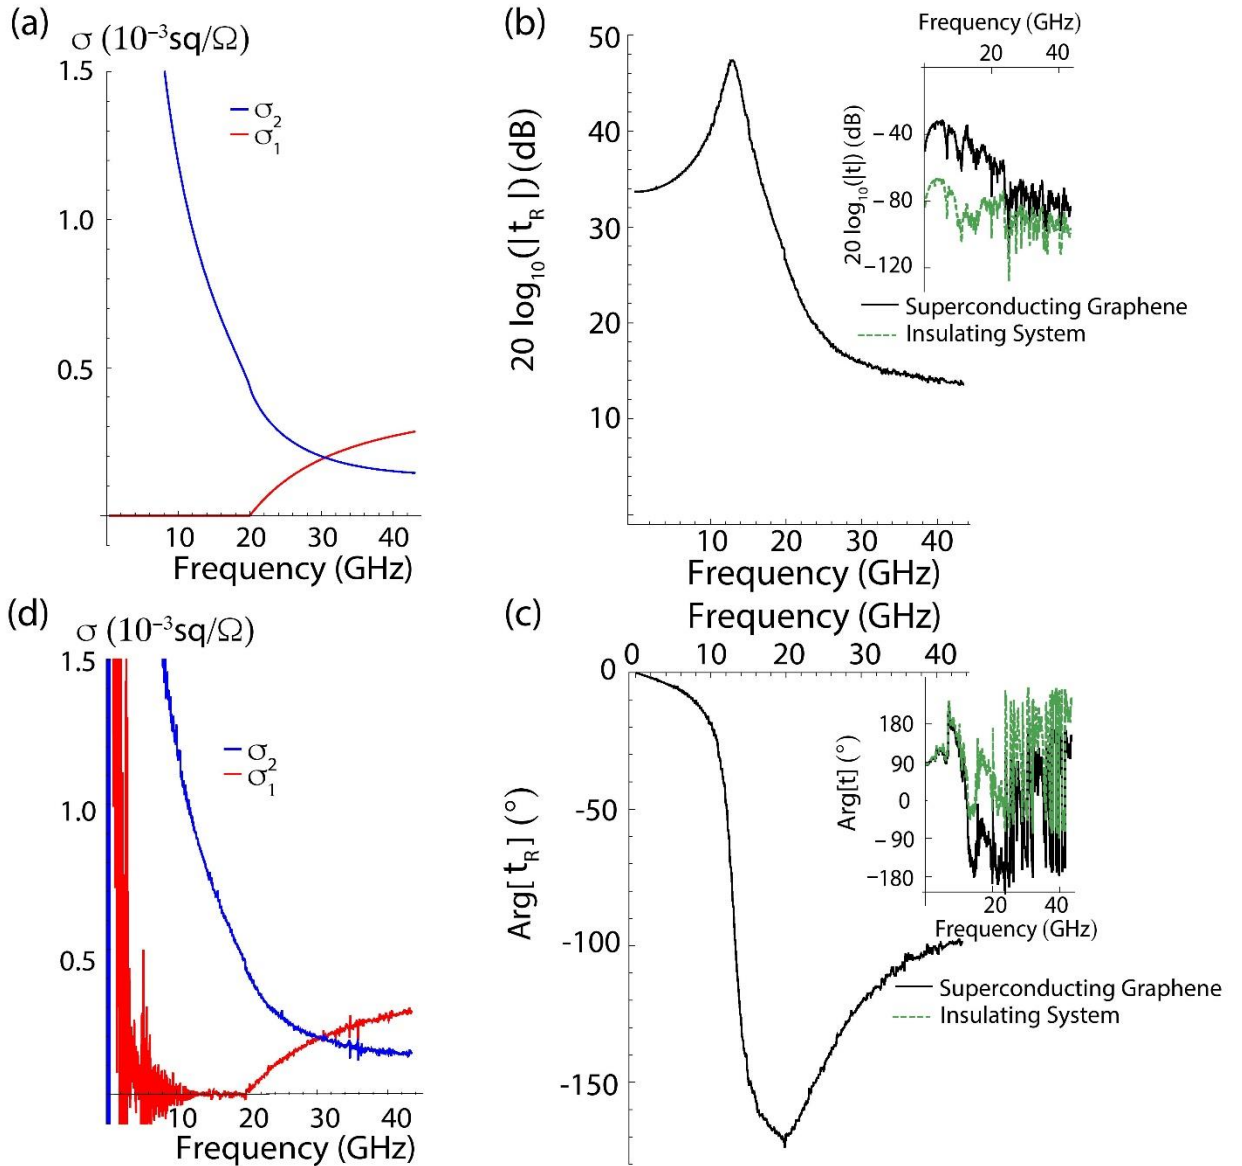 (a)
σ (10⁻³sq/Ω)
1.5
1.0
0.5
σ₂
σ₁
10 20 30 40
Frequency (GHz)
(b)
50
40
30
20
10
20 log₁₀(|t_R|)(dB)
10 20 30 40
Frequency (GHz)
Frequency (GHz)
20 40
−40
−80
−120
20 log₁₀(|t|) (dB)
Superconducting Graphene
Insulating System
(d)
σ (10⁻³sq/Ω)
1.5
1.0
0.5
σ₂
σ₁
10 20 30 40
Frequency (GHz)
(c)
Frequency (GHz)
0 10 20 30 40
0
-50
-100
-150
Arg[t_R] (°)
180
90
0
−90
−180
Arg[t] (°)
20 40
Frequency (GHz)
Superconducting Graphene
Insulating System